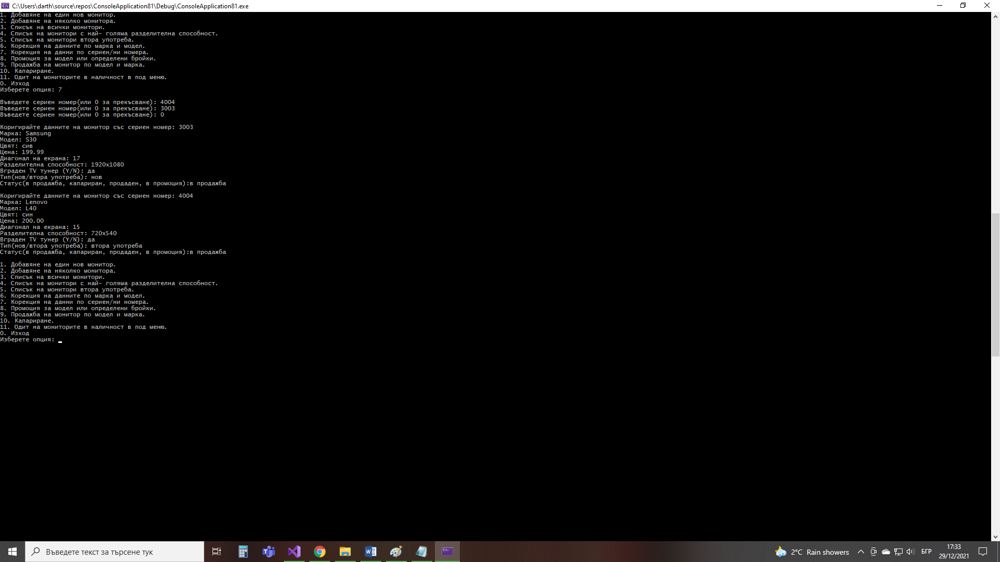 C:\Users\darth\source\repos\ConsoleApplication81\Debug\ConsoleApplication81.exe
1. Добавяне на един нов монитор.
2. Добавяне на няколко монитора.
3. Списък на всички монитори.
4. Списък на монитори с най- голяма разделителна способност.
5. Списък на монитори втора употреба.
6. Корекция на данните по марка и модел.
7. Корекция на данни по сериен/ни номера.
8. Промоция за модел или определени бройки.
9. Продажба на монитор по модел и марка.
10. Капариране.
11. Одит на мониторите в наличност в под меню.
0. Изход
Изберете опция: 7
Въведете сериен номер(или 0 за прекъсване): 4004
Въведете сериен номер(или 0 за прекъсване): 3003
Въведете сериен номер(или 0 за прекъсване): 0
Коригирайте данните на монитор със сериен номер: 3003
Марка: Samsung
Модел: S30
Цвят: сив
Цена: 199.99
Диагонал на екрана: 17
Разделителна способност: 1920x1080
Вграден TV тунер (Y/N): да
Тип(нов/втора употреба): нов
Статус(в продажба, капариран, продаден, в промоция):в продажба
Коригирайте данните на монитор със сериен номер: 4004
Марка: Lenovo
Модел: L40
Цвят: син
Цена: 200.00
Диагонал на екрана: 15
Разделителна способност: 720x540
Вграден TV тунер (Y/N): да
Тип(нов/втора употреба): втора употреба
Статус(в продажба, капариран, продаден, в промоция):в продажба
1. Добавяне на един нов монитор.
2. Добавяне на няколко монитора.
3. Списък на всички монитори.
4. Списък на монитори с най- голяма разделителна способност.
5. Списък на монитори втора употреба.
6. Корекция на данните по марка и модел.
7. Корекция на данни по сериен/ни номера.
8. Промоция за модел или определени бройки.
9. Продажба на монитор по модел и марка.
10. Капариране.
11. Одит на мониторите в наличност в под меню.
0. Изход
Изберете опция:
Въведете текст за търсене тук
2°C Rain showers
БГР
17:33
29/12/2021